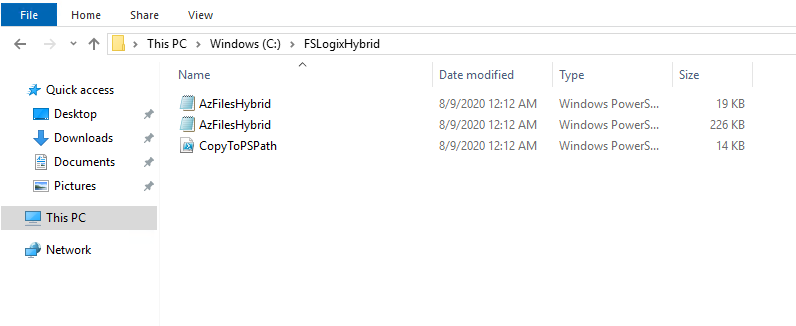 File Home Share View
This PC Windows (C:) FSLogixHybrid
Name Date modified Type Size
Quick access
Desktop
Downloads
Documents
Pictures
This PC
Network
AzFilesHybrid 8/9/2020 12:12 AM Windows PowerS... 19 KB
AzFilesHybrid 8/9/2020 12:12 AM Windows PowerS... 226 KB
CopyToPSPath 8/9/2020 12:12 AM Windows PowerS... 14 KB